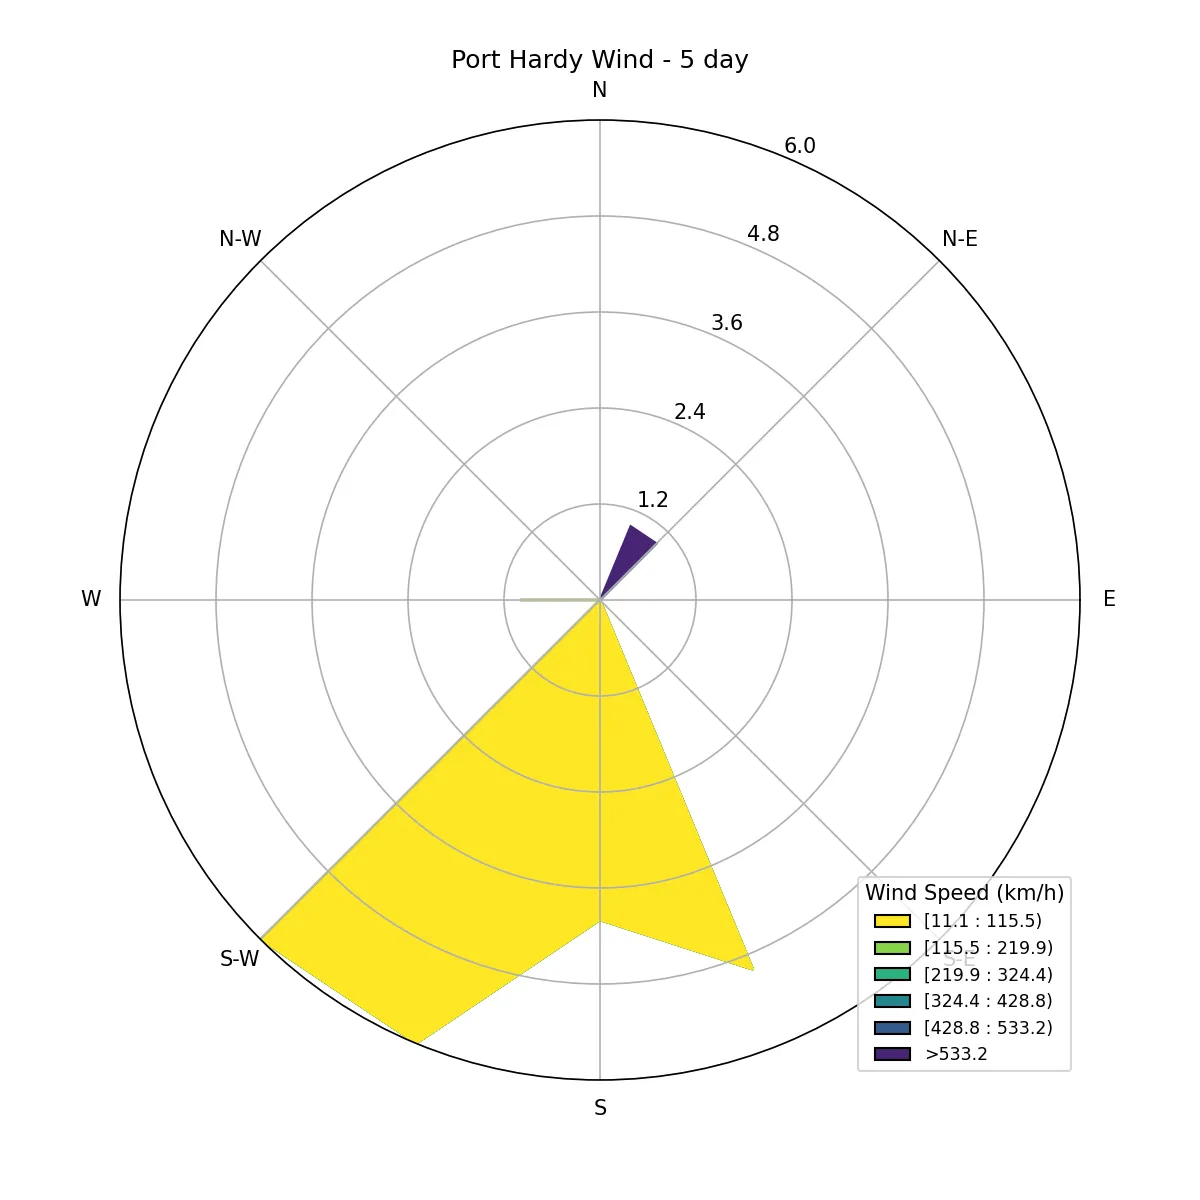 Port Hardy Wind - 5 day
N
6.0
N-W
4.8
N-E
3.6
2.4
1.2
W
E
S-W
S-E
Wind Speed (km/h)
[11.1 : 115.5)
[115.5 : 219.9)
[219.9 : 324.4)
[324.4 : 428.8)
[428.8 : 533.2)
>533.2
S